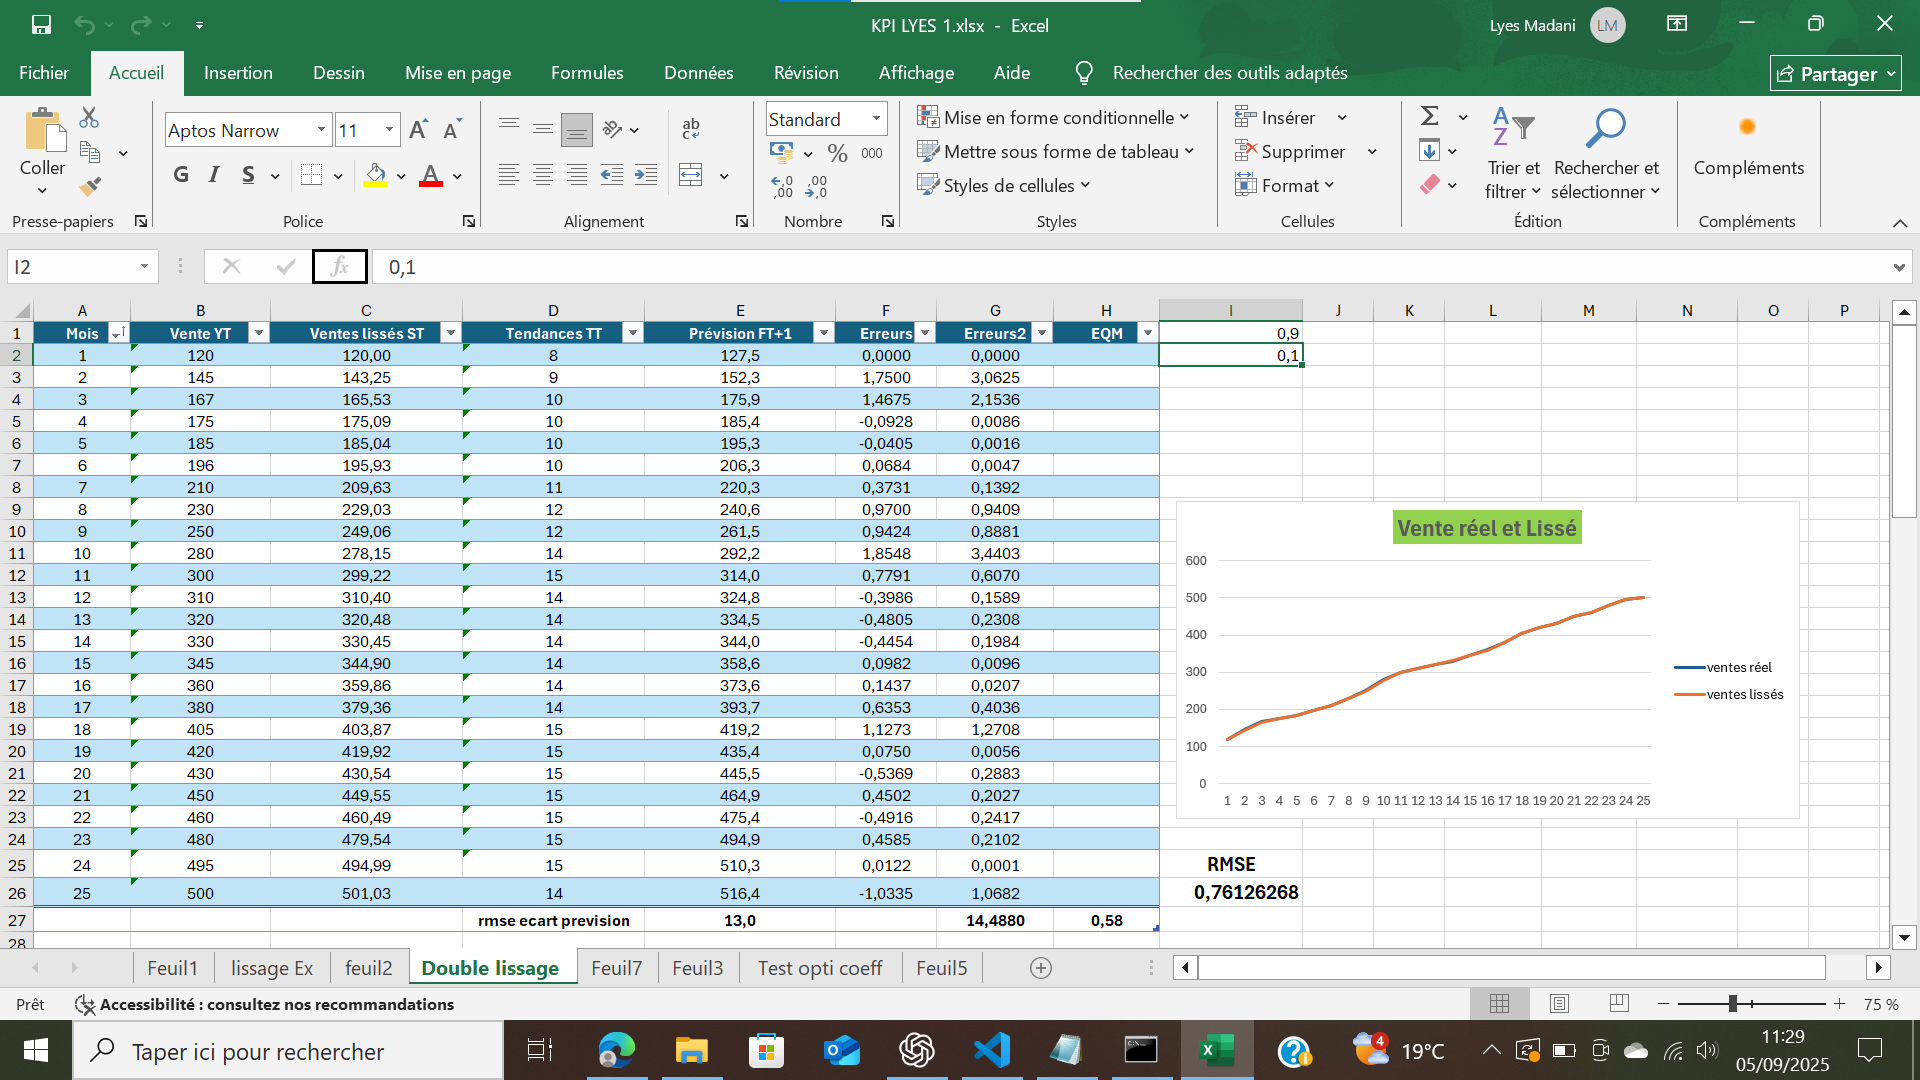 KPI LYES 1.xlsx - Excel
Lyes Madani LM
Fichier Accueil Insertion Dessin Mise en page Formules Données Révision Affichage Aide Rechercher des outils adaptés Partager
Coller
Presse-papiers
Aptos Narrow 11
G I S A
Police
Alignement
Standard
% 000
Nombre
Mise en forme conditionnelle
Mettre sous forme de tableau
Styles de cellules
Styles
Insérer
Supprimer
Format
Cellules
Trier et filtrer
Rechercher et sélectionner
Édition
Compléments
Compléments
I2 fx 0,1
A B C D E F G H I J K L M N O P
1 Mois Vente YT Ventes lissés ST Tendances TT Prévision FT+1 Erreurs Erreurs2 EQM 0,9
2 1 120 120,00 8 127,5 0,0000 0,0000 0,1
3 2 145 143,25 9 152,3 1,7500 3,0625
4 3 167 165,53 10 175,9 1,4675 2,1536
5 4 175 175,09 10 185,4 -0,0928 0,0086
6 5 185 185,04 10 195,3 -0,0405 0,0016
7 6 196 195,93 10 206,3 0,0684 0,0047
8 7 210 209,63 11 220,3 0,3731 0,1392
9 8 230 229,03 12 240,6 0,9700 0,9409
10 9 250 249,06 12 261,5 0,9424 0,8881
11 10 280 278,15 14 292,2 1,8548 3,4403
12 11 300 299,22 15 314,0 0,7791 0,6070
13 12 310 310,40 14 324,8 -0,3986 0,1589
14 13 320 320,48 14 334,5 -0,4805 0,2308
15 14 330 330,45 14 344,0 -0,4454 0,1984
16 15 345 344,90 14 358,6 0,0982 0,0096
17 16 360 359,86 14 373,6 0,1437 0,0207
18 17 380 379,36 14 393,7 0,6353 0,4036
19 18 405 403,87 15 419,2 1,1273 1,2708
20 19 420 419,92 15 435,4 0,0750 0,0056
21 20 430 430,54 15 445,5 -0,5369 0,2883
22 21 450 449,55 15 464,9 0,4502 0,2027
23 22 460 460,49 15 475,4 -0,4916 0,2417
24 23 480 479,54 15 494,9 0,4585 0,2102
25 24 495 494,99 15 510,3 0,0122 0,0001
26 25 500 501,03 14 516,4 -1,0335 1,0682
27 rmse ecart prevision 13,0 14,4880 0,58
28
Vente réel et Lissé
600
500
400
300
200
100
0
1 2 3 4 5 6 7 8 9 10 11 12 13 14 15 16 17 18 19 20 21 22 23 24 25
ventes réel
ventes lissés
RMSE
0,76126268
Feuil1 lissage Ex feuil2 Double lissage Feuil7 Feuil3 Test opti coeff Feuil5
Prêt Accessibilité : consultez nos recommandations 75 %
Taper ici pour rechercher
4 19°C
11:29
05/09/2025